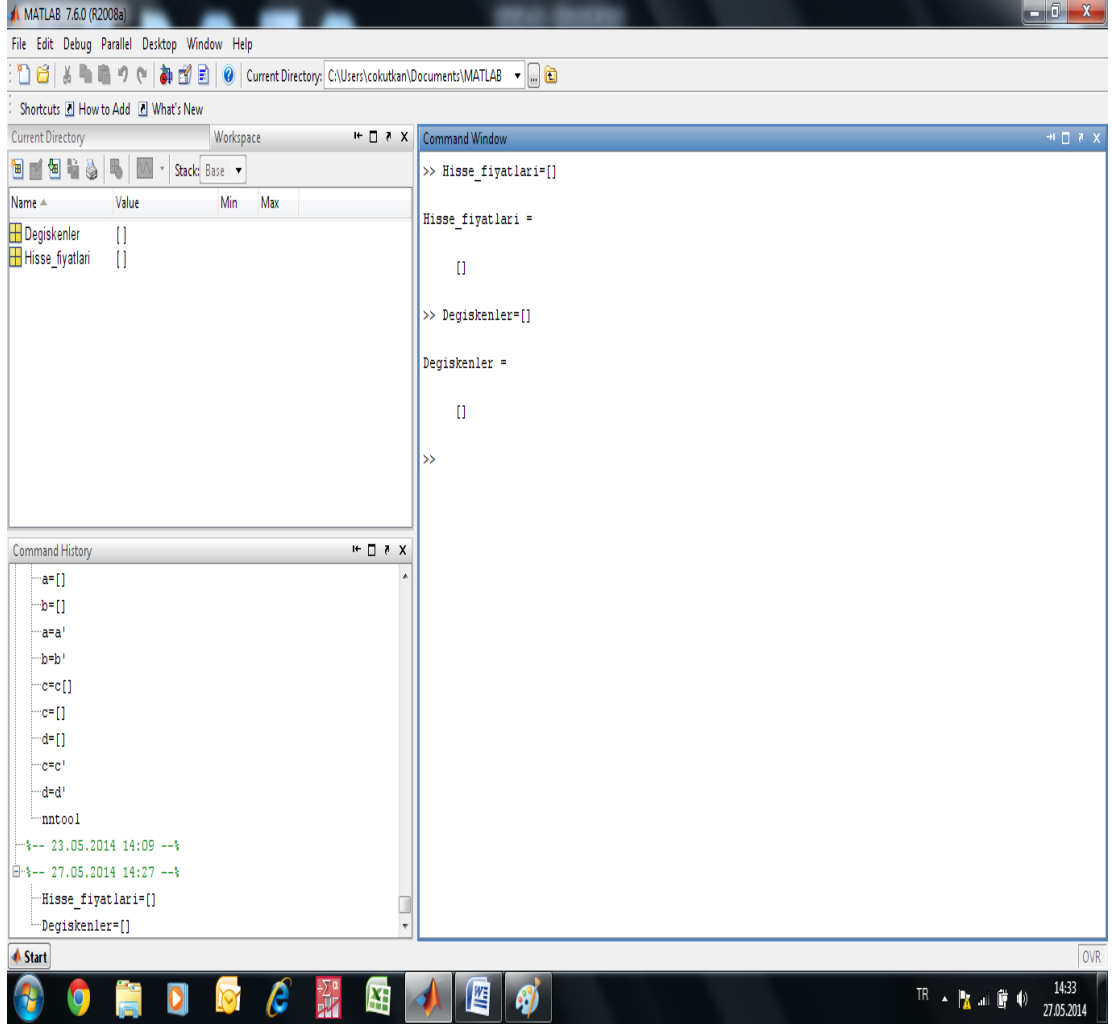 MATLAB 7.6.0 (R2008a)
File Edit Debug Parallel Desktop Window Help
Current Directory: C:\Users\cokutkan\Documents\MATLAB ...
Shortcuts How to Add What's New
Current Directory Workspace
Stack: Base
Name Value Min Max
Degiskenler [ ]
Hisse_fiyatlari [ ]
Command History
a=[]
b=[]
a=a'
b=b'
c=c[]
c=[]
d=[]
c=c'
d=d'
nntool
%-- 23.05.2014 14:09 --%
%-- 27.05.2014 14:27 --%
Hisse_fiyatlari=[]
Degiskenler=[]
Command Window
>> Hisse_fiyatlari=[]
Hisse_fiyatlari =
[]
>> Degiskenler=[]
Degiskenler =
[]
>>
Start
OVR
TR
14:33
27.05.2014